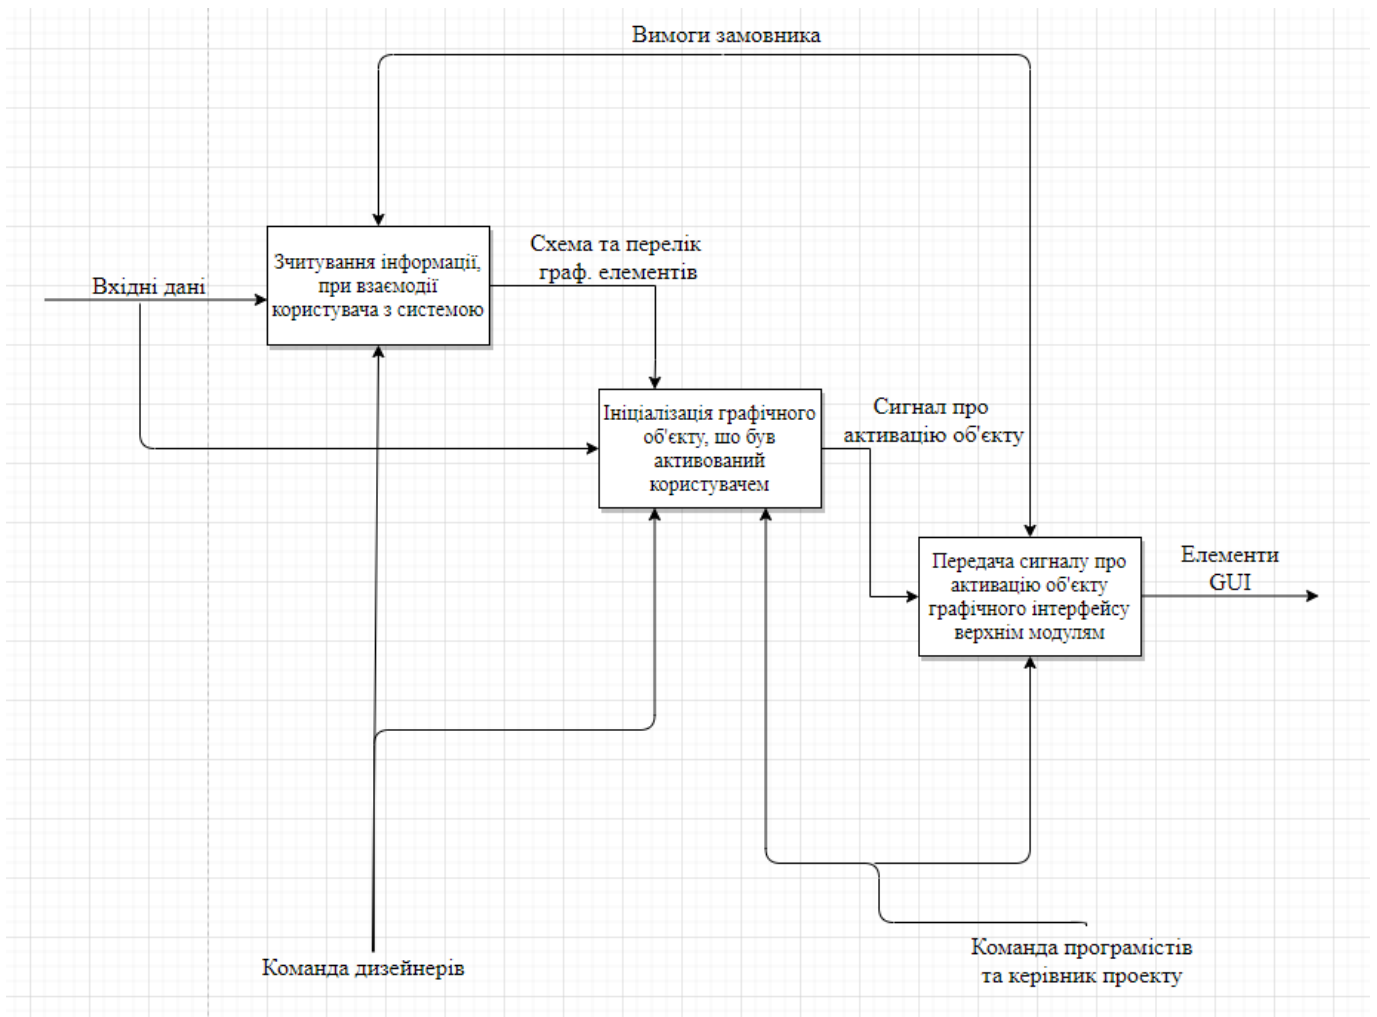 Вимоги замовника
Схема та перелік
граф. елементів
Зчитування інформації,
при взаємодії
користувача з системою
Вхідні дані
Ініціалізація графічного
об'єкту, шо був
активований
користувачем
Сигнал про
активацію об'єкту
Передача сигналу про
активацію об'єкту
графічного інтерфейсу
верхнім модулям
Елементи
GUI
Команда дизейнерів
Команда програмістів
та керівник проекту